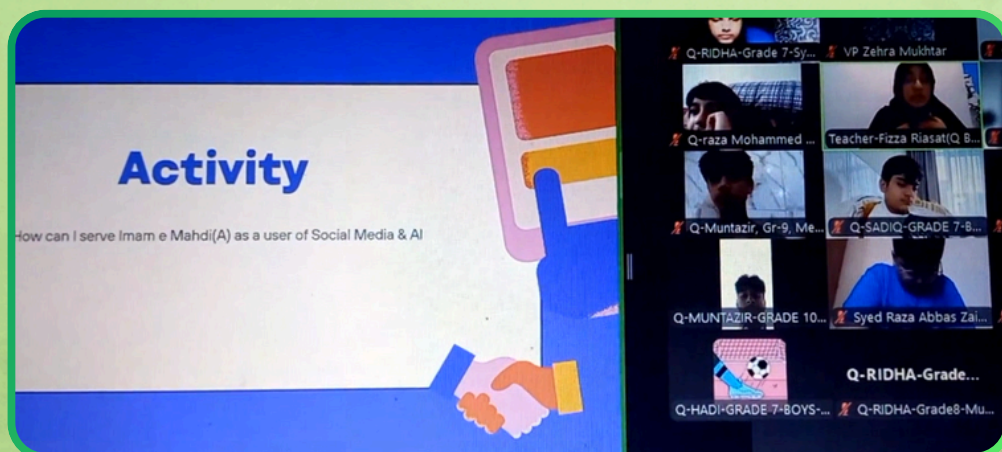 Activity
How can I serve Imam e Mahdi(A) as a user of Social Media & AI
Q-RIDHA-Grade 7-Sy...
VP Zehra Mukhtar
Q-raza Mohammed ...
Teacher-Fizza Riasat(Q B...
Q-Muntazir, Gr-9, Me...
Q-SADIQ-GRADE 7-B...
Q-MUNTAZIR-GRADE 10...
Syed Raza Abbas Zai...
Q-RIDHA-Grade...
Q-HADI-GRADE 7-BOYS-...
Q-RIDHA-Grade8-Mu...